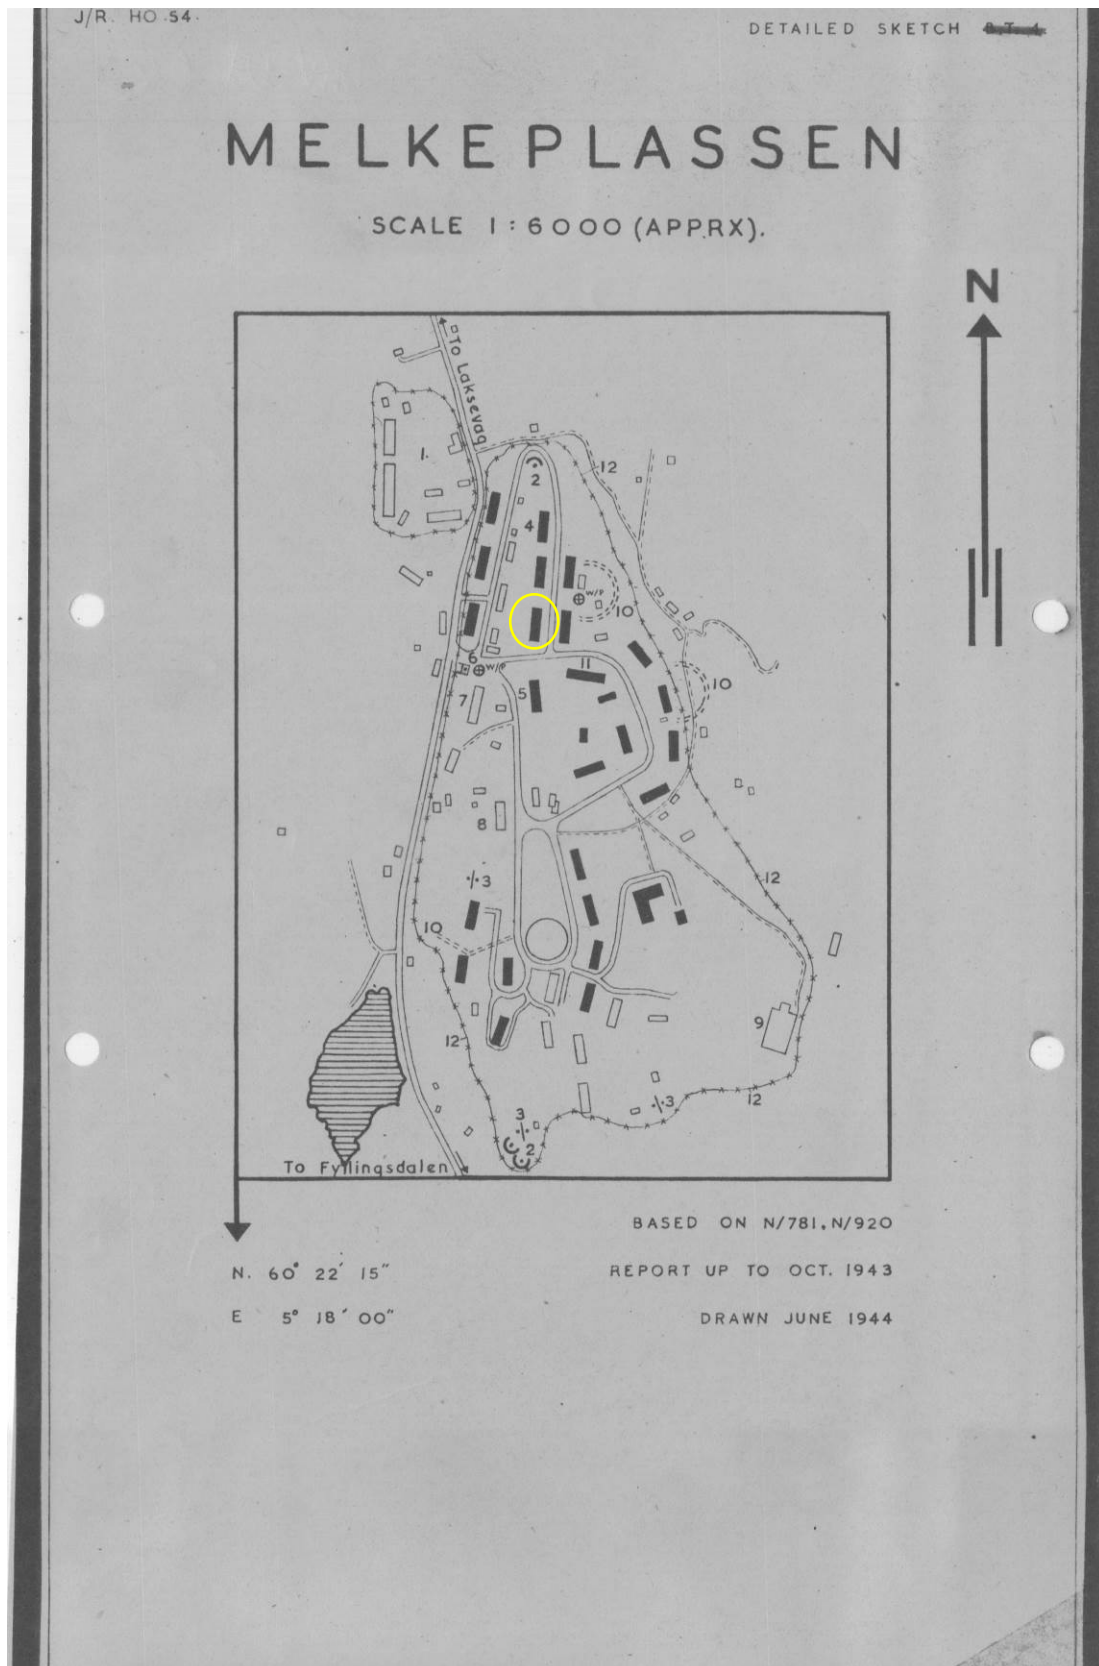 J/R. HO.54.
DETAILED SKETCH
MELKEPLASSEN
SCALE 1:6000 (APPRX).
N
To Laksevag
1.
2
12
4
W/P
10
6
W/P
11
10
7
5
8
3
12
10
9
12
3
12
3
2
To Fyllingsdalen
BASED ON N/781, N/920
N. 60° 22′ 15″
REPORT UP TO OCT. 1943
E 5° 18′ 00″
DRAWN JUNE 1944